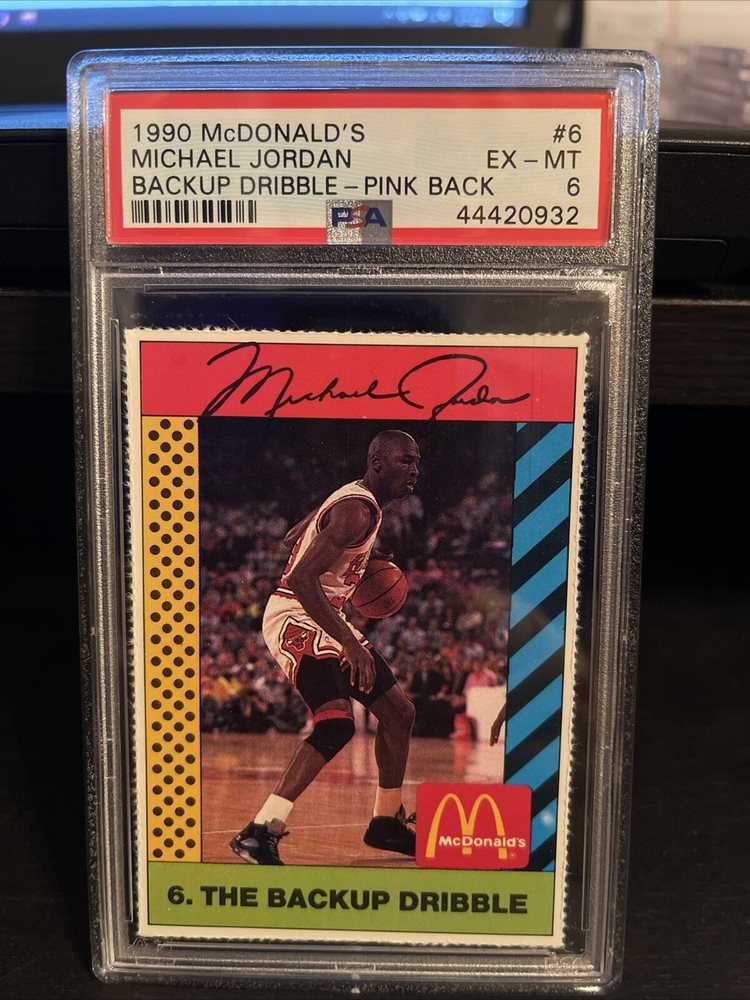 1990 McDONALD'S #6
MICHAEL JORDAN EX - MT
BACKUP DRIBBLE - PINK BACK 6
PSA 44420932
Michael Jordan
McDonald's
6. THE BACKUP DRIBBLE